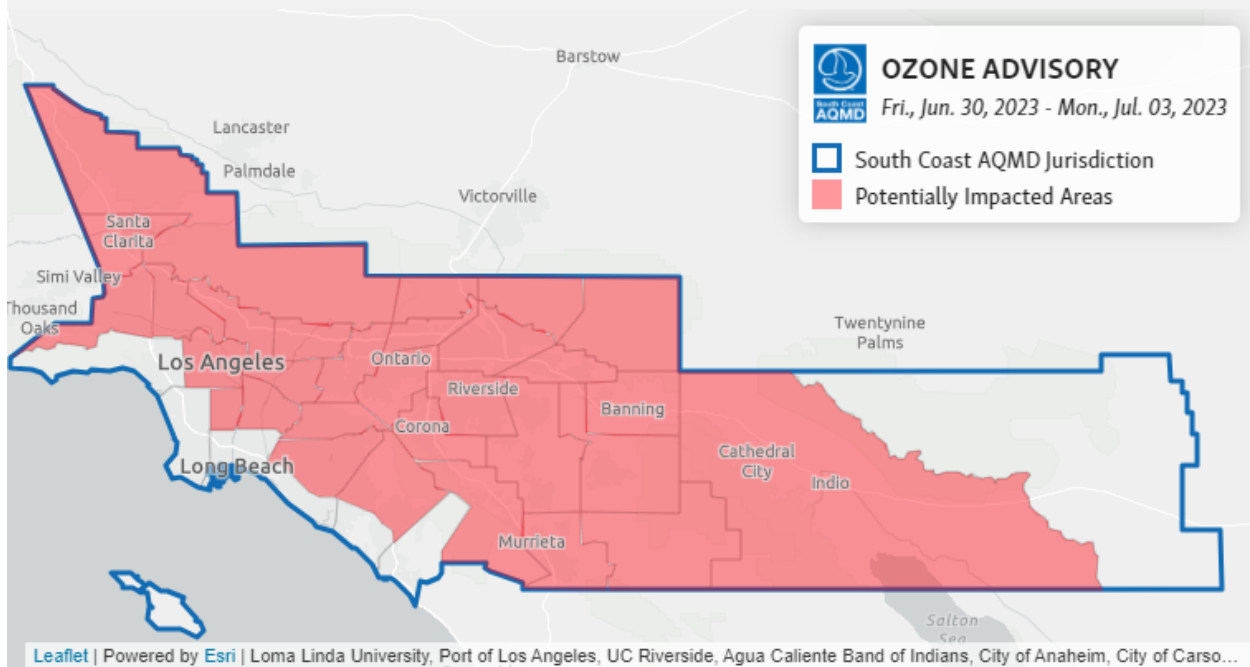 Barstow
OZONE ADVISORY
South Coast
AQMD
Fri., Jun. 30, 2023 - Mon., Jul. 03, 2023
South Coast AQMD Jurisdiction
Potentially Impacted Areas
Lancaster
Palmdale
Victorville
Santa
Clarita
Simi Valley
Thousand
Oaks
Twentynine
Palms
Los Angeles
Ontario
Riverside
Banning
Corona
Cathedral
City
Long Beach
Indio
Murrieta
Salton
Sea
Leaflet | Powered by Esri | Loma Linda University, Port of Los Angeles, UC Riverside, Agua Caliente Band of Indians, City of Anaheim, City of Carso...